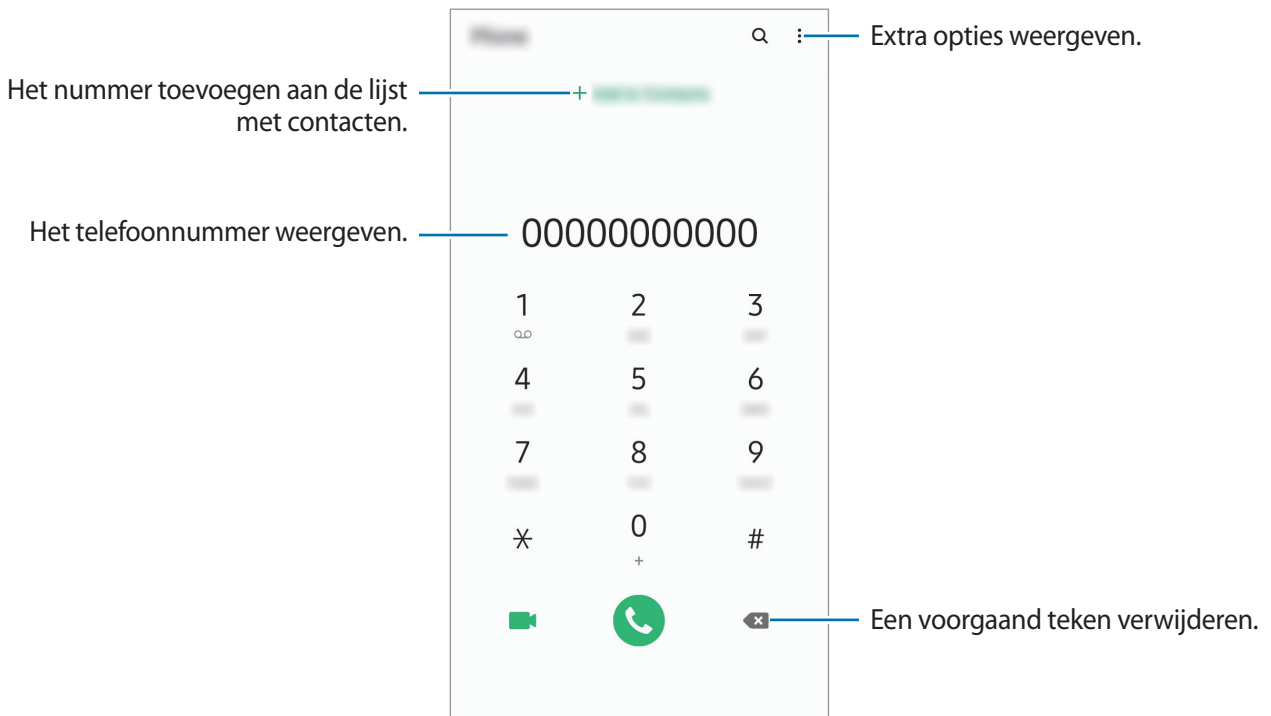 Extra opties weergeven.
Het nummer toevoegen aan de lijst
met contacten.
+
Het telefoonnummer weergeven.
00000000000
1 2 3
4 5 6
7 8 9
* 0 #
+
Een voorgaand teken verwijderen.